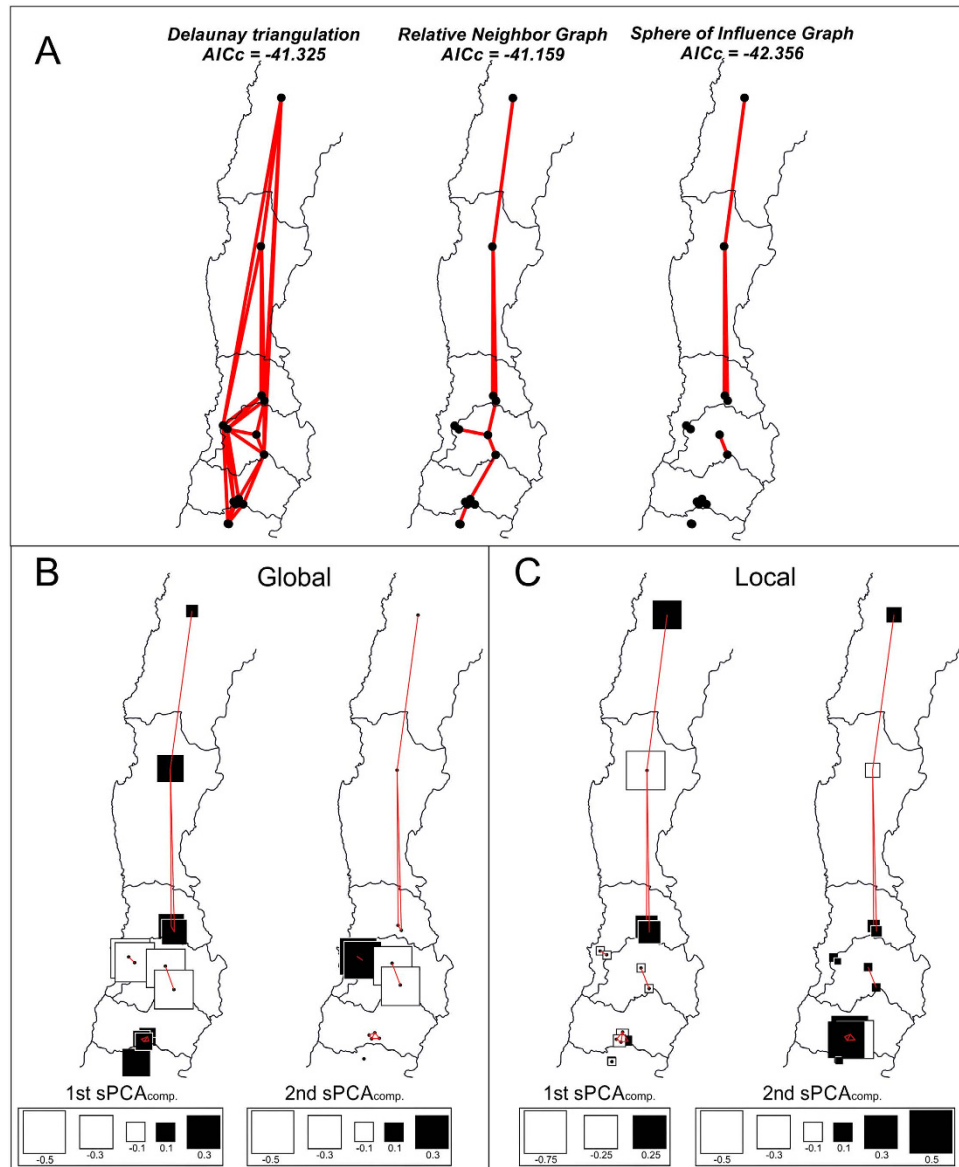 A
Delaunay triangulation
AICc = -41.325
Relative Neighbor Graph
AICc = -41.159
Sphere of Influence Graph
AICc = -42.356
B
Global
C
Local
1st sPCAcomp.
2nd sPCAcomp.
1st sPCAcomp.
2nd sPCAcomp.
-0.5 -0.3 -0.1 0.1 0.3
-0.5 -0.3 -0.1 0.1 0.3
-0.75 -0.25 0.25
-0.5 -0.3 -0.1 0.1 0.3 0.5